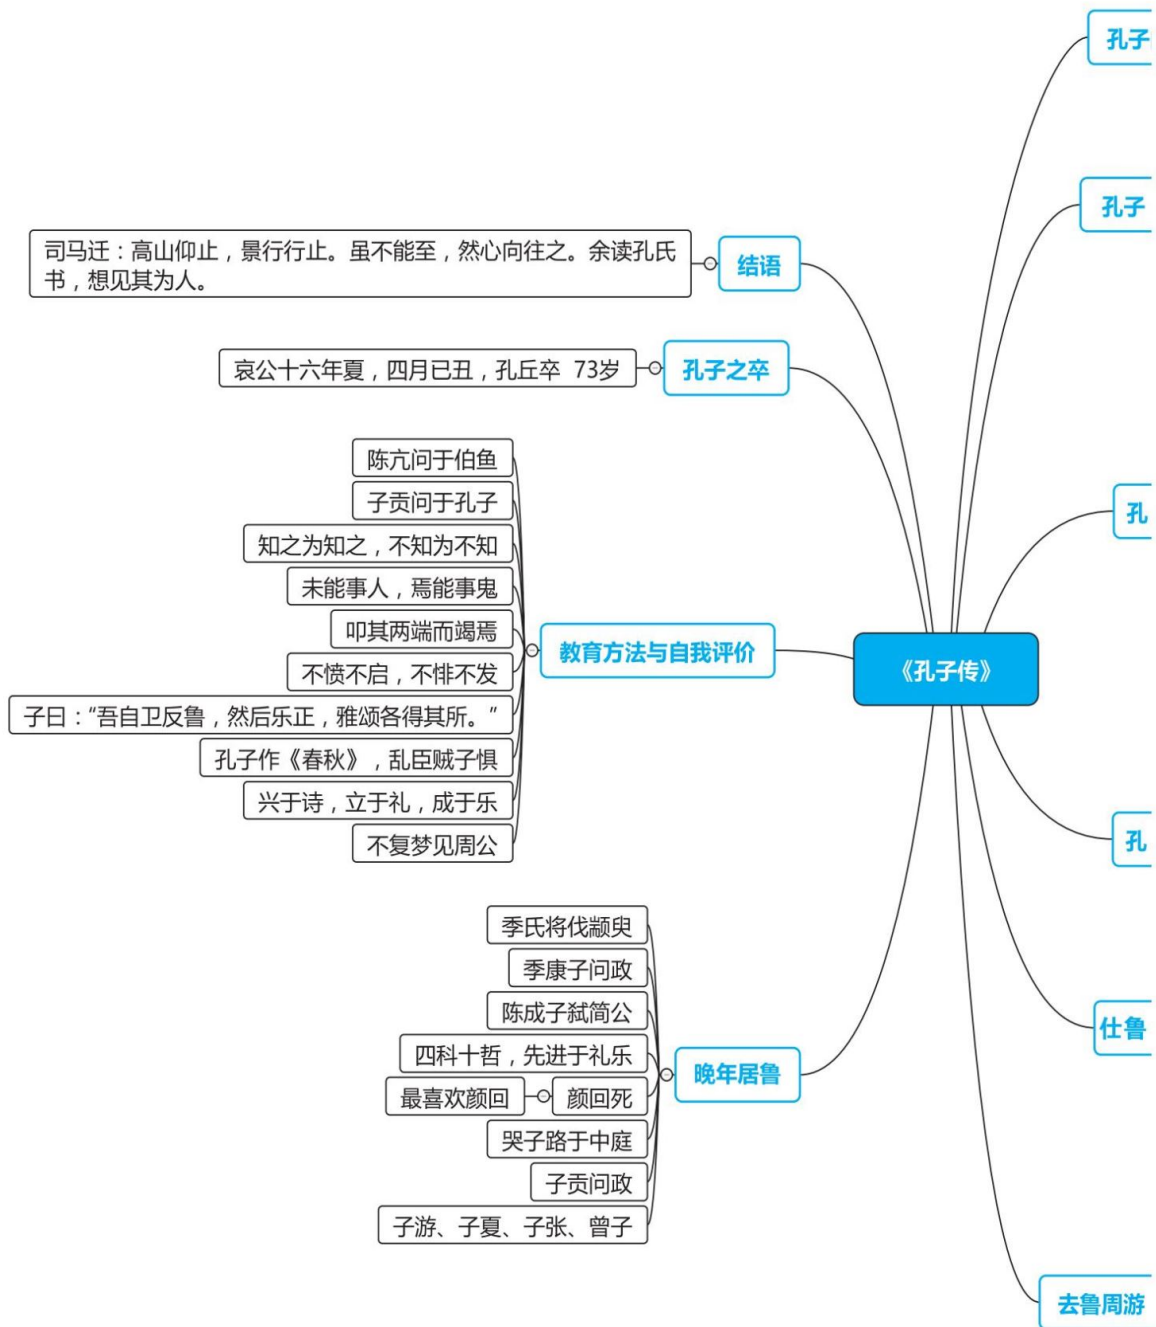 孔子
孔子
司马迁：高山仰止，景行行止。虽不能至，然心向往之。余读孔氏
书，想见其为人。
结语
哀公十六年夏，四月已丑，孔丘卒 73岁
孔子之卒
陈亢问于伯鱼
子贡问于孔子
知之为知之，不知为不知
未能事人，焉能事鬼
叩其两端而竭焉
不愤不启，不悱不发
子曰：“吾自卫反鲁，然后乐正，雅颂各得其所。”
孔子作《春秋》，乱臣贼子惧
兴于诗，立于礼，成于乐
不复梦见周公
教育方法与自我评价
《孔子传》
孔
孔
季氏将伐颛臾
季康子问政
陈成子弑简公
四科十哲，先进于礼乐
最喜欢颜回
颜回死
哭子路于中庭
子贡问政
子游、子夏、子张、曾子
晚年居鲁
仕鲁
去鲁周游